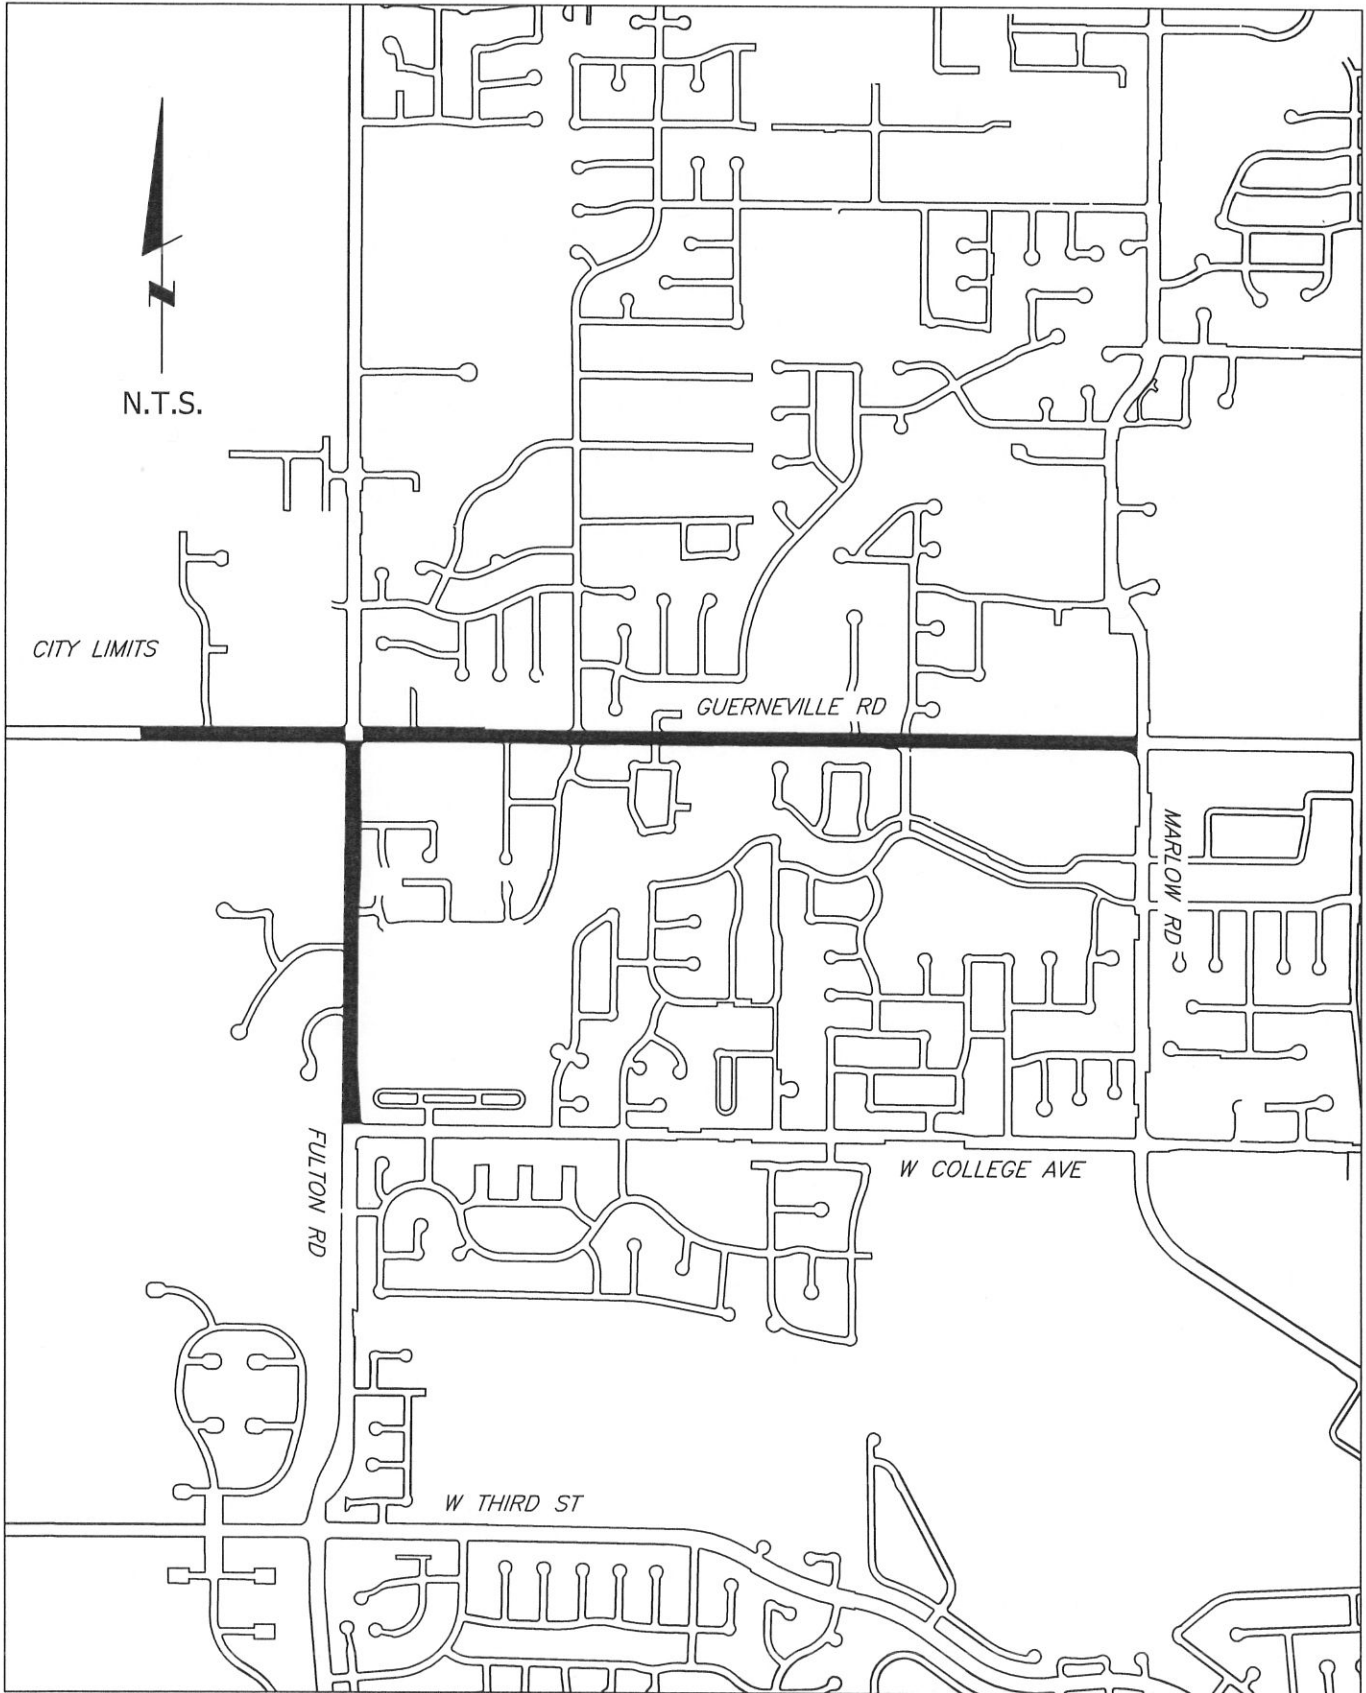 N
N.T.S.
CITY LIMITS
GUERNEVILLE RD
MARLOW RD
FULTON RD
W COLLEGE AVE
W THIRD ST